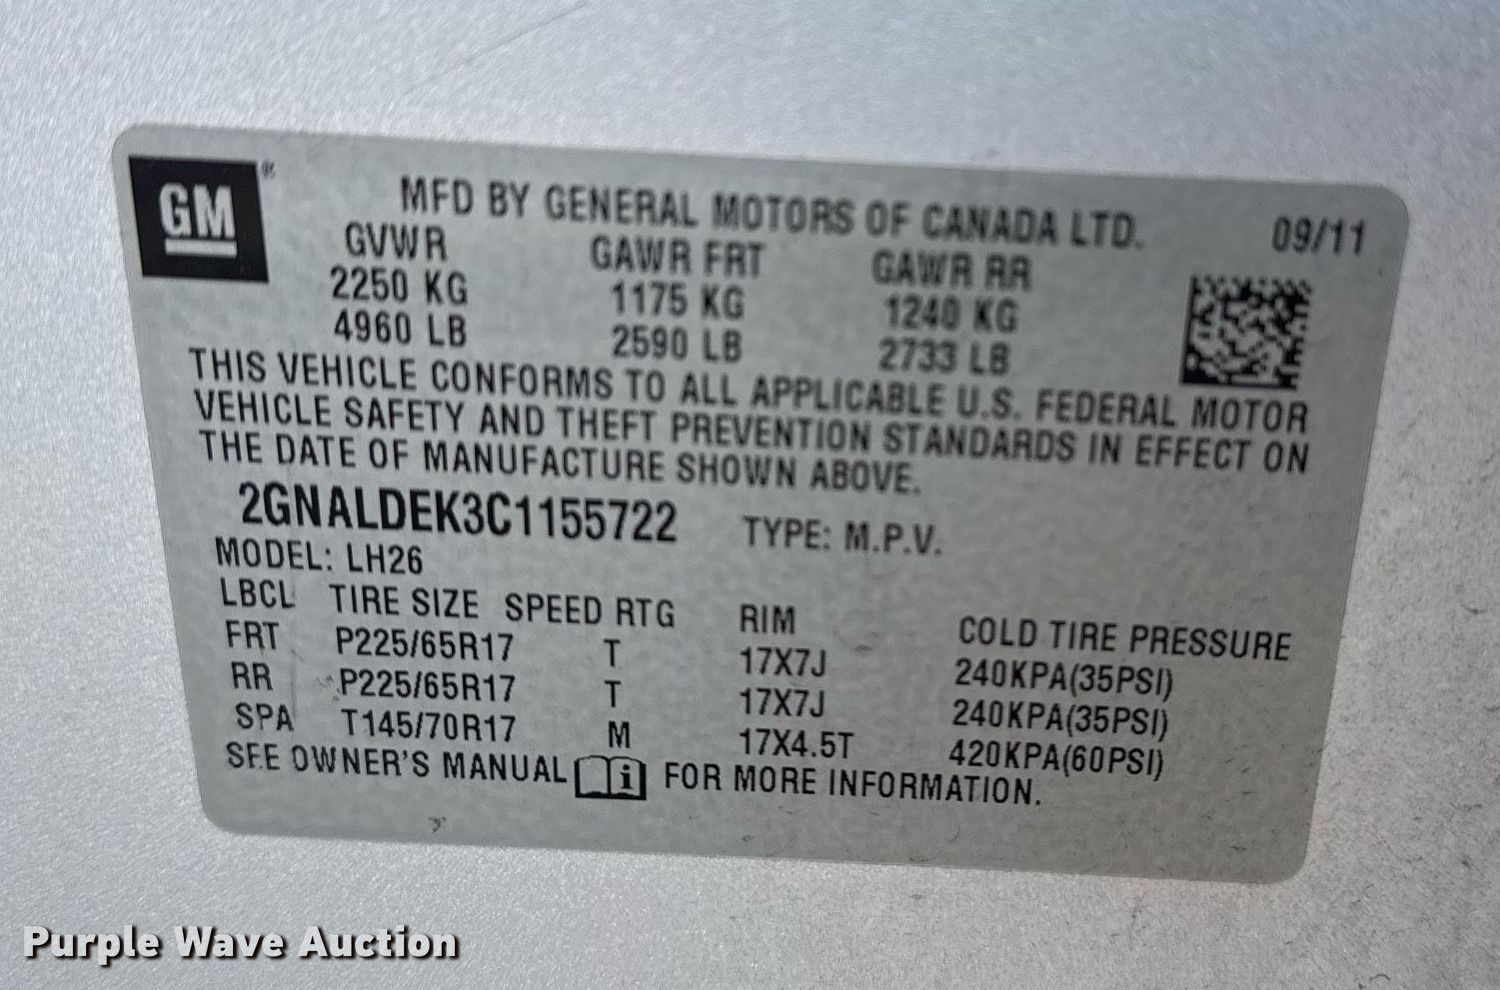 GM ®
MFD BY GENERAL MOTORS OF CANADA LTD. 09/11
GVWR GAWR FRT GAWR RR
2250 KG 1175 KG 1240 KG
4960 LB 2590 LB 2733 LB
THIS VEHICLE CONFORMS TO ALL APPLICABLE U.S. FEDERAL MOTOR
VEHICLE SAFETY AND THEFT PREVENTION STANDARDS IN EFFECT ON
THE DATE OF MANUFACTURE SHOWN ABOVE.
2GNALDEK3C1155722 TYPE: M.P.V.
MODEL: LH26
LBCL TIRE SIZE SPEED RTG RIM COLD TIRE PRESSURE
FRT P225/65R17 T 17X7J 240KPA(35PSI)
RR P225/65R17 T 17X7J 240KPA(35PSI)
SPA T145/70R17 M 17X4.5T 420KPA(60PSI)
SEE OWNER'S MANUAL i FOR MORE INFORMATION.
Purple Wave Auction